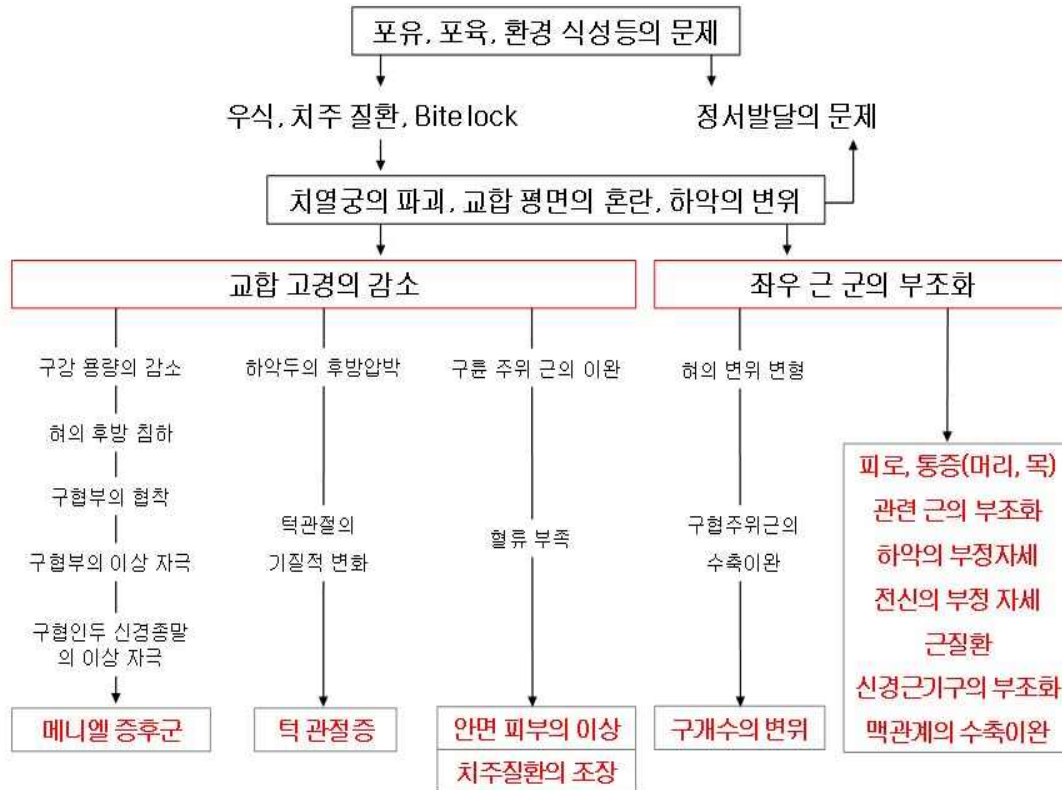 포유, 포육, 환경 식성등의 문제
우식, 치주 질환, Bite lock
정서발달의 문제
치열궁의 파괴, 교합 평면의 혼란, 하악의 변위
교합 고경의 감소
좌우 근 군의 부조화
구강 용량의 감소
혀의 후방 침하
구협부의 협착
구협부의 이상 자극
구협인두 신경종말
의 이상 자극
메니엘 증후군
하악두의 후방압박
턱관절의
기질적 변화
턱 관절증
구륜 주위 근의 이완
혈류 부족
안면 피부의 이상
치주질환의 조장
혀의 변위 변형
구협주위근의
수축이완
구개수의 변위
피로, 통증(머리, 목)
관련 근의 부조화
하악의 부정자세
전신의 부정 자세
근질환
신경근기구의 부조화
맥관계의 수축이완